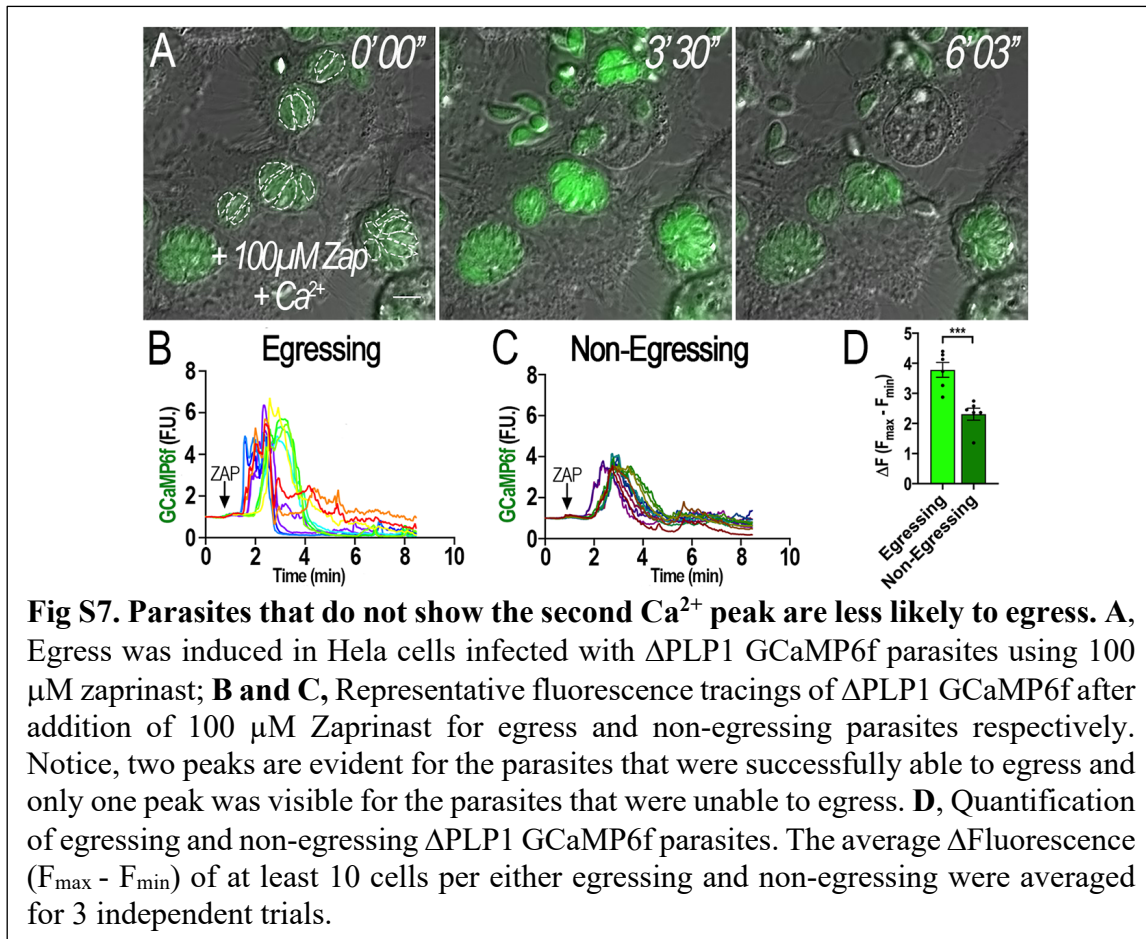 A 0'00” 3'30” 6'03”
+ 100µM Zap
+ Ca²⁺
B Egressing
GCaMP6f (F.U.)
8
6
4
2
0
ZAP
0 2 4 6 8 10
Time (min)
C Non-Egressing
GCaMP6f (F.U.)
8
6
4
2
0
ZAP
0 2 4 6 8 10
Time (min)
D
ΔF (Fmax - Fmin)
5
4
3
2
1
0
***
Egressing
Non-Egressing
Fig S7. Parasites that do not show the second Ca²⁺ peak are less likely to egress. A,
Egress was induced in Hela cells infected with ΔPLP1 GCaMP6f parasites using 100
µM zaprinast; B and C, Representative fluorescence tracings of ΔPLP1 GCaMP6f after
addition of 100 µM Zaprinast for egress and non-egressing parasites respectively.
Notice, two peaks are evident for the parasites that were successfully able to egress and
only one peak was visible for the parasites that were unable to egress. D, Quantification
of egressing and non-egressing ΔPLP1 GCaMP6f parasites. The average ΔFluorescence
(Fmax - Fmin) of at least 10 cells per either egressing and non-egressing were averaged
for 3 independent trials.